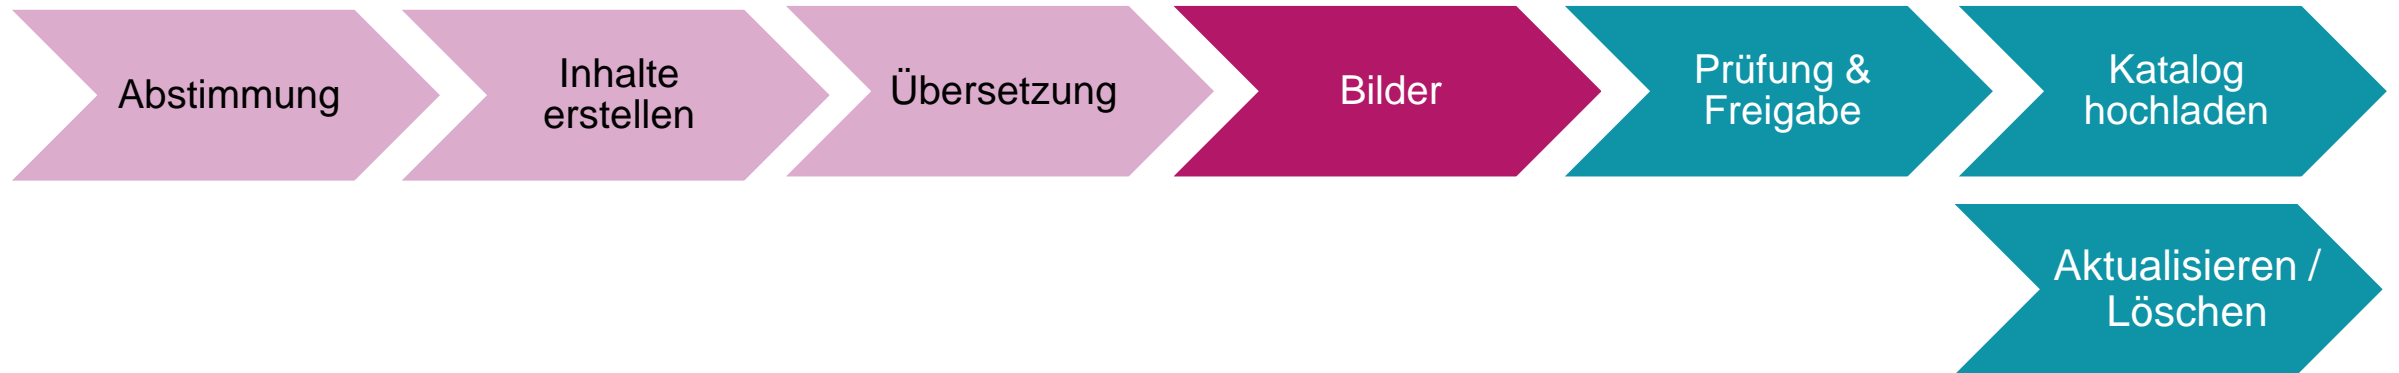 Abstimmung
Inhalte
erstellen
Übersetzung
Bilder
Prüfung &
Freigabe
Katalog
hochladen
Aktualisieren /
Löschen